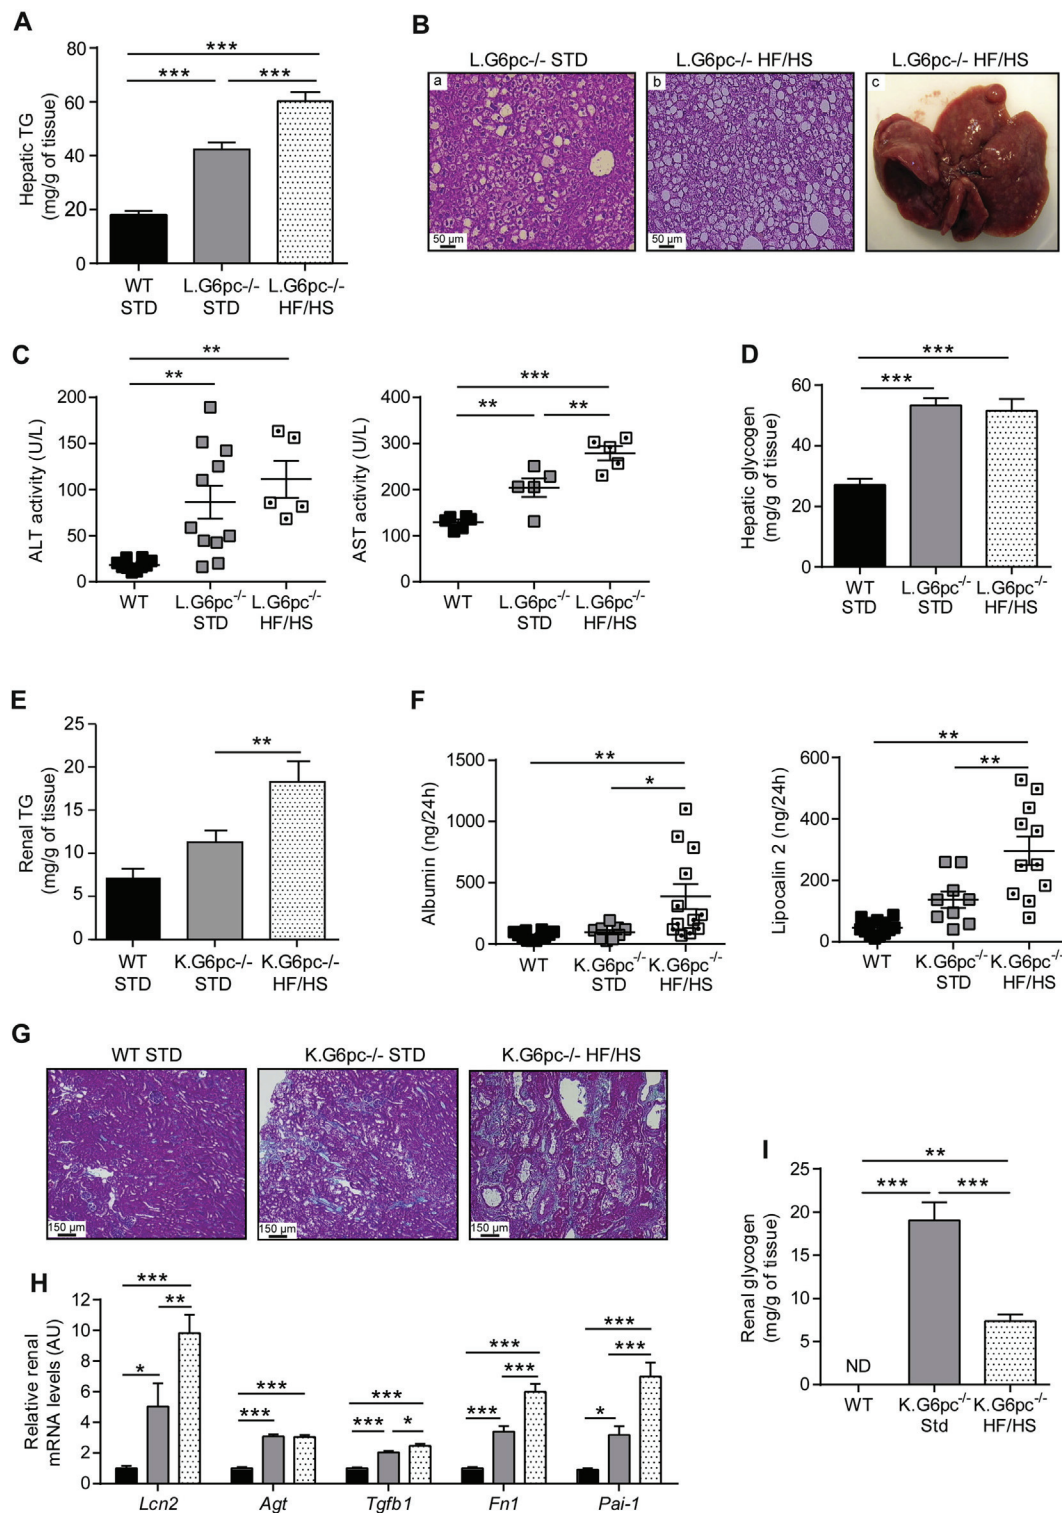 A
***
***
***
80
60
40
20
0
Hepatic TG
(mg/g of tissue)
WT
STD
L.G6pc-/-
STD
L.G6pc-/-
HF/HS
B
L.G6pc-/- STD
L.G6pc-/- HF/HS
L.G6pc-/- HF/HS
a
b
c
50 µm
50 µm
C
**
**
200
150
100
50
0
ALT activity (U/L)
WT
L.G6pc-/-
STD
L.G6pc-/-
HF/HS
***
**
**
400
300
200
100
0
AST activity (U/L)
WT
L.G6pc-/-
STD
L.G6pc-/-
HF/HS
D
***
***
60
40
20
0
Hepatic glycogen
(mg/g of tissue)
WT
STD
L.G6pc-/-
STD
L.G6pc-/-
HF/HS
E
**
25
20
15
10
5
0
Renal TG
(mg/g of tissue)
WT
STD
K.G6pc-/-
STD
K.G6pc-/-
HF/HS
F
**
*
1500
1000
500
0
Albumin (ng/24h)
WT
K.G6pc-/-
STD
K.G6pc-/-
HF/HS
**
**
600
400
200
0
Lipocalin 2 (ng/24h)
WT
K.G6pc-/-
STD
K.G6pc-/-
HF/HS
G
WT STD
K.G6pc-/- STD
K.G6pc-/- HF/HS
150 µm
150 µm
150 µm
H
***
**
*
***
***
***
***
*
***
***
***
***
***
*
12
10
8
6
4
2
0
Relative renal
mRNA levels (AU)
Lcn2
Agt
Tgfb1
Fn1
Pai-1
I
**
***
***
25
20
15
10
5
0
Renal glycogen
(mg/g of tissue)
ND
WT
K.G6pc-/-
Std
K.G6pc-/-
HF/HS